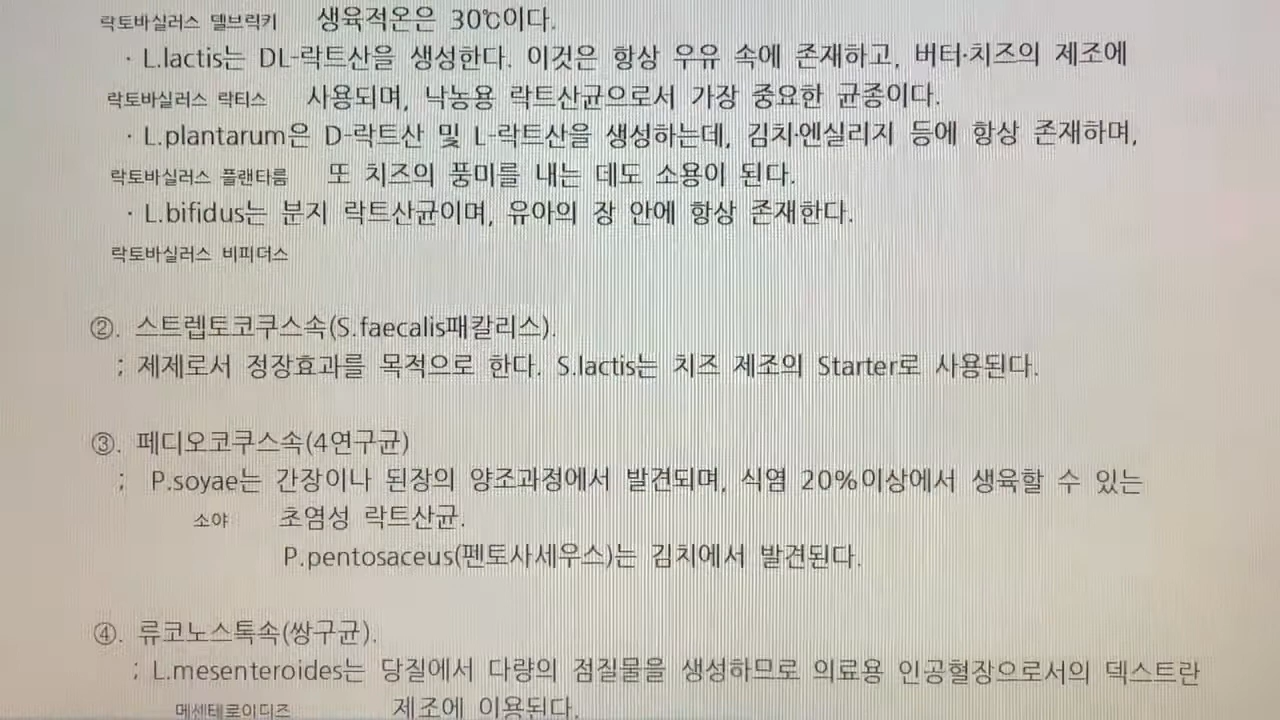 락토바실러스 델브릭키 생육적온은 30℃이다.
· L.lactis는 DL-락트산을 생성한다. 이것은 항상 우유 속에 존재하고, 버터·치즈의 제조에
락토바실러스 락티스 사용되며, 낙농용 락트산균으로서 가장 중요한 균종이다.
· L.plantarum은 D-락트산 및 L-락트산을 생성하는데, 김치·엔실리지 등에 항상 존재하며,
락토바실러스 플랜타룸 또 치즈의 풍미를 내는 데도 소용이 된다.
· L.bifidus는 분지 락트산균이며, 유아의 장 안에 항상 존재한다.
락토바실러스 비피더스
②. 스트렙토코쿠스속(S.faecalis패칼리스).
; 제제로서 정장효과를 목적으로 한다. S.lactis는 치즈 제조의 Starter로 사용된다.
③. 페디오코쿠스속(4연구균)
; P.soyae는 간장이나 된장의 양조과정에서 발견되며, 식염 20%이상에서 생육할 수 있는
소야 초염성 락트산균.
P.pentosaceus(펜토사세우스)는 김치에서 발견된다.
④. 류코노스톡속(쌍구균).
; L.mesenteroides는 당질에서 다량의 점질물을 생성하므로 의료용 인공혈장으로서의 덱스트란
메센테로이디즈 제조에 이용된다.